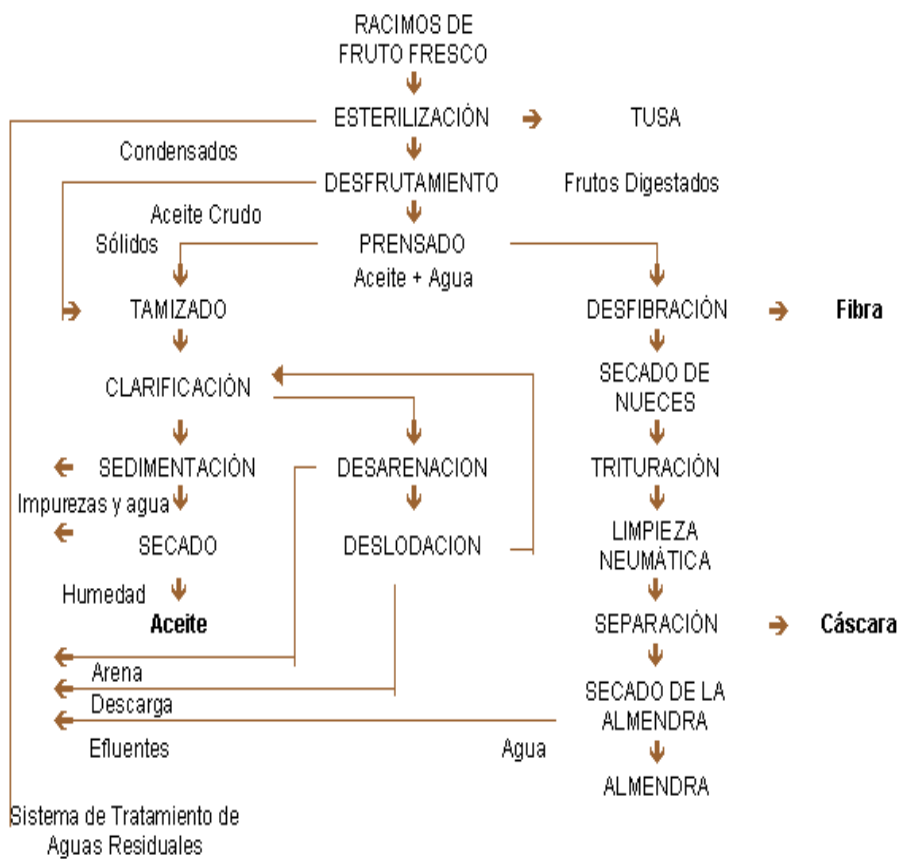 RACIMOS DE
FRUTO FRESCO
ESTERILIZACIÓN
TUSA
Condensados
DESFRUTAMIENTO
Frutos Digestados
Aceite Crudo
Sólidos
PRENSADO
Aceite + Agua
TAMIZADO
DESFIBRACIÓN
Fibra
CLARIFICACIÓN
SECADO DE
NUECES
SEDIMENTACIÓN
DESARENACION
TRITURACIÓN
Impurezas y agua
SECADO
DESLODACION
LIMPIEZA
NEUMÁTICA
Humedad
Aceite
SEPARACIÓN
Cáscara
Arena
Descarga
SECADO DE LA
ALMENDRA
Efluentes
Agua
ALMENDRA
Sistema de Tratamiento de
Aguas Residuales